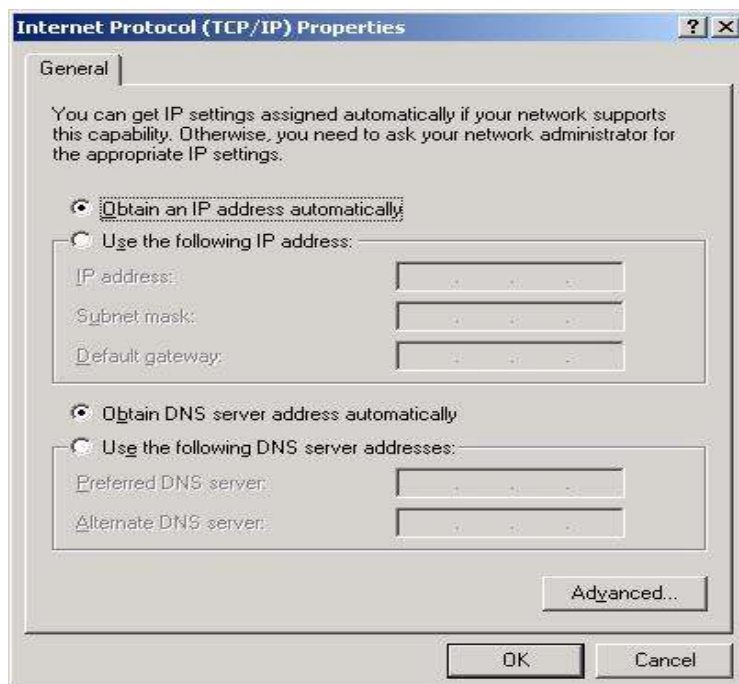 Internet Protocol (TCP/IP) Properties
General
You can get IP settings assigned automatically if your network supports
this capability. Otherwise, you need to ask your network administrator for
the appropriate IP settings.
Obtain an IP address automatically
Use the following IP address:
IP address:
Subnet mask:
Default gateway:
Obtain DNS server address automatically
Use the following DNS server addresses:
Preferred DNS server:
Alternate DNS server:
Advanced...
OK
Cancel